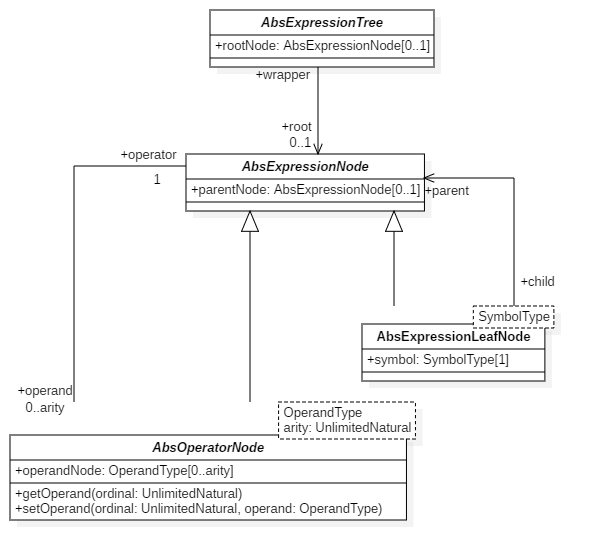 AbsExpressionTree
+rootNode: AbsExpressionNode[0..1]
+wrapper
+root
0..1
+operator
1
AbsExpressionNode
+parentNode: AbsExpressionNode[0..1]
+parent
+child
SymbolType
AbsExpressionLeafNode
+symbol: SymbolType[1]
+operand
0..arity
OperandType
arity: UnlimitedNatural
AbsOperatorNode
+operandNode: OperandType[0..arity]
+getOperand(ordinal: UnlimitedNatural)
+setOperand(ordinal: UnlimitedNatural, operand: OperandType)